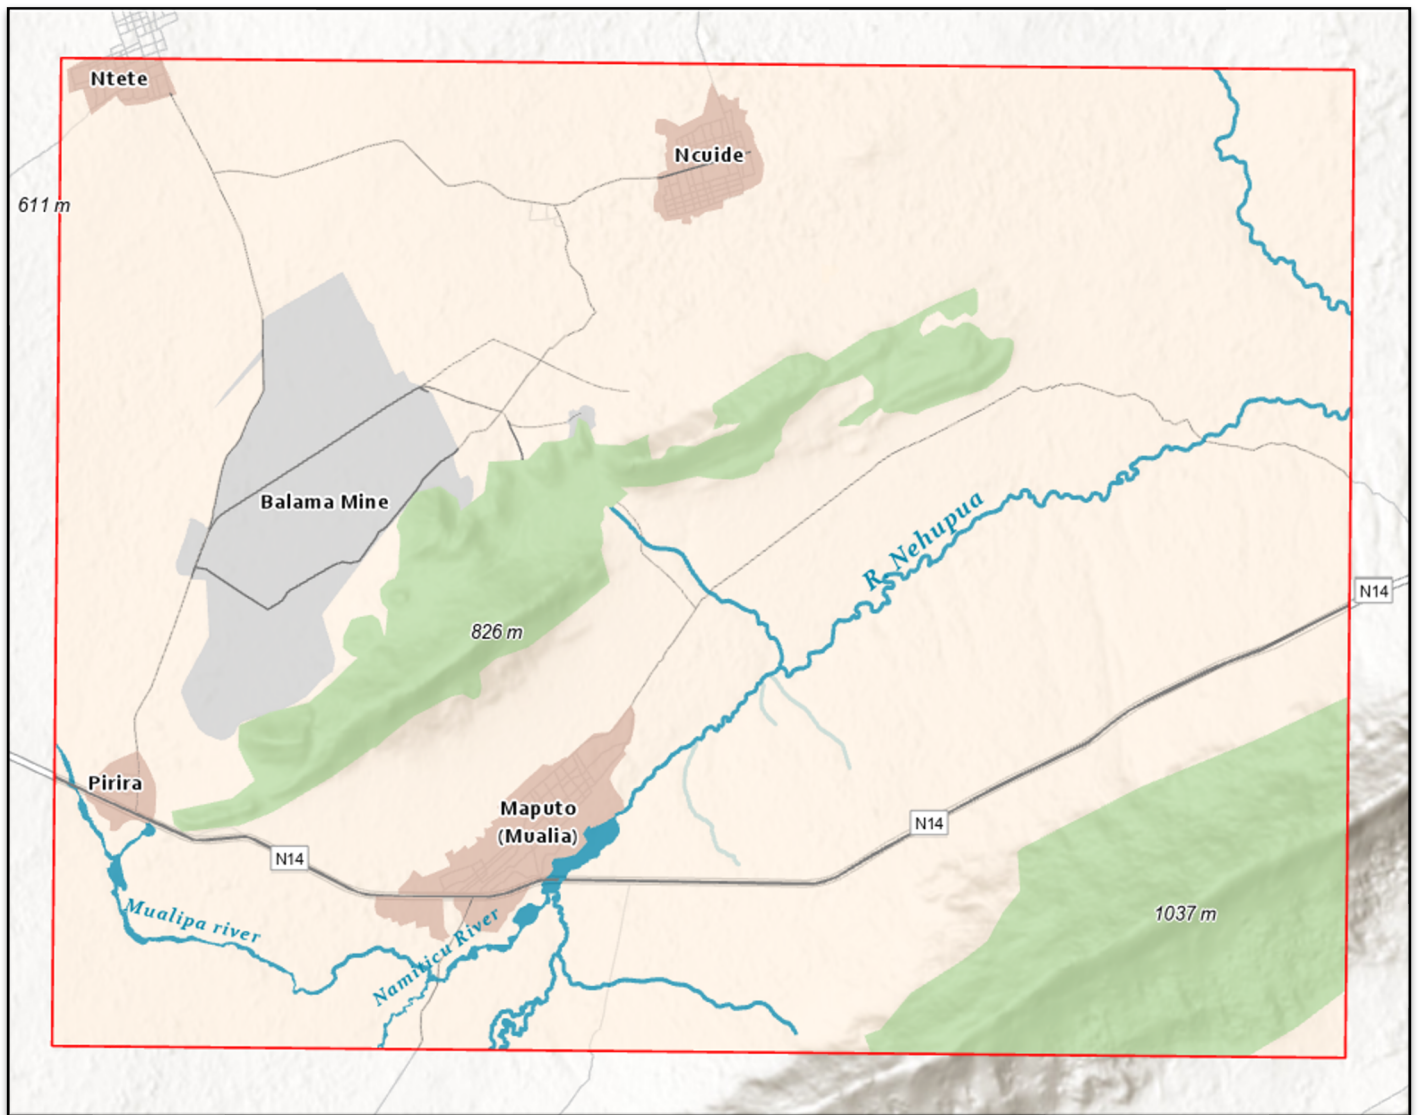 Ntete
Ncuide
611 m
Balama Mine
R. Nehupua
N14
826 m
Pirira
Maputo
(Mualia)
N14
N14
Mualipa river
Namiticu River
1037 m